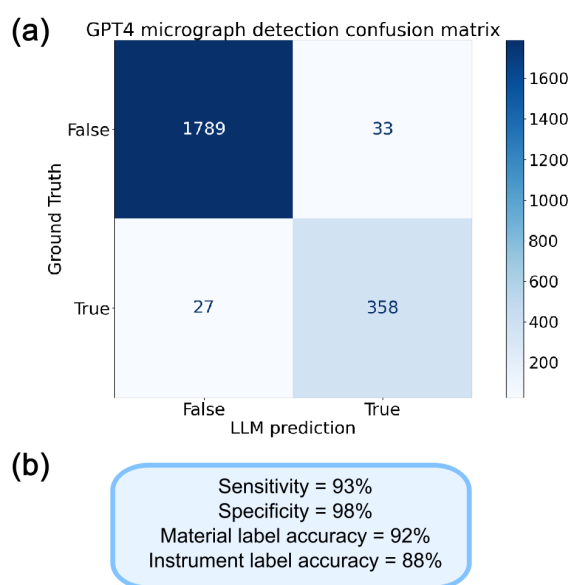 (a)
GPT4 micrograph detection confusion matrix
False
1789
33
1600
1400
1200
1000
800
600
400
200
Ground Truth
True
27
358
False
True
LLM prediction
(b)
Sensitivity = 93%
Specificity = 98%
Material label accuracy = 92%
Instrument label accuracy = 88%